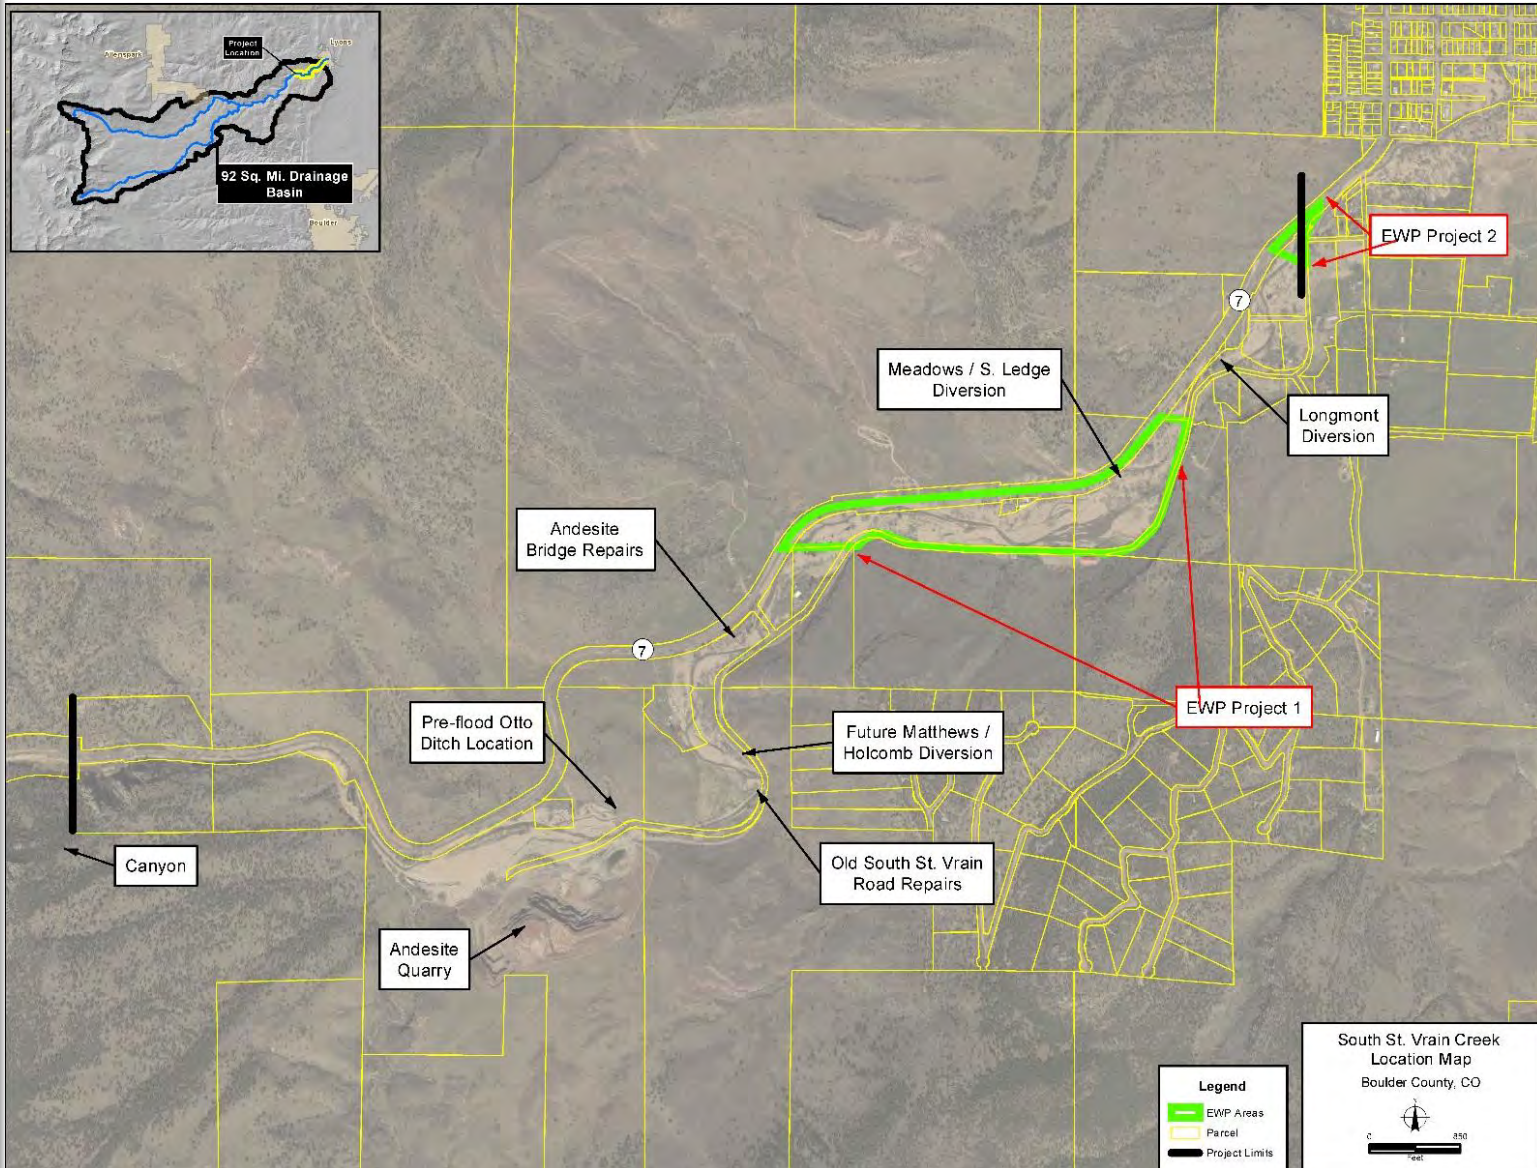 Allenspark
Project
Location
Lyons
92 Sq. Mi. Drainage
Basin
Boulder
EWP Project 2
7
Meadows / S. Ledge
Diversion
Longmont
Diversion
Andesite
Bridge Repairs
7
EWP Project 1
Pre-flood Otto
Ditch Location
Future Matthews /
Holcomb Diversion
Canyon
Old South St. Vrain
Road Repairs
Andesite
Quarry
Legend
EWP Areas
Parcel
Project Limits
South St. Vrain Creek
Location Map
Boulder County, CO
0 850
Feet